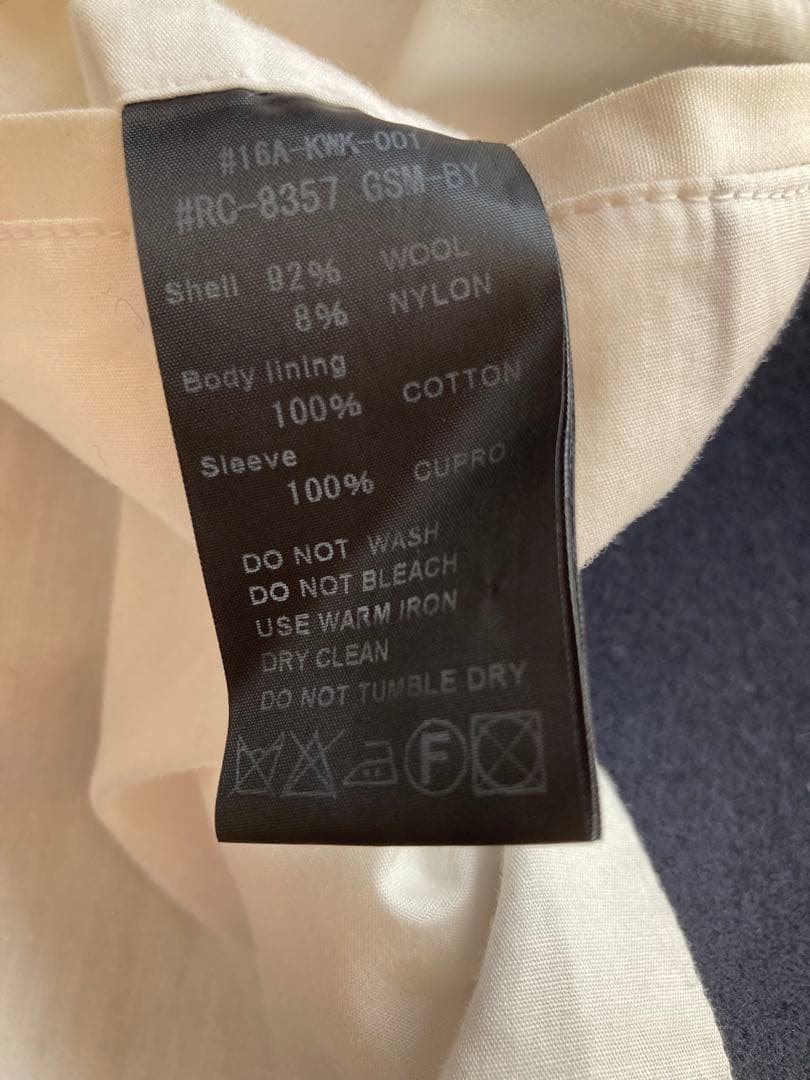 #16A-KWK-001
#RC-8357 GSM-BY
Shell 92% WOOL
8% NYLON
Body lining
100% COTTON
Sleeve
100% CUPRO
DO NOT WASH
DO NOT BLEACH
USE WARM IRON
DRY CLEAN
DO NOT TUMBLE DRY
F